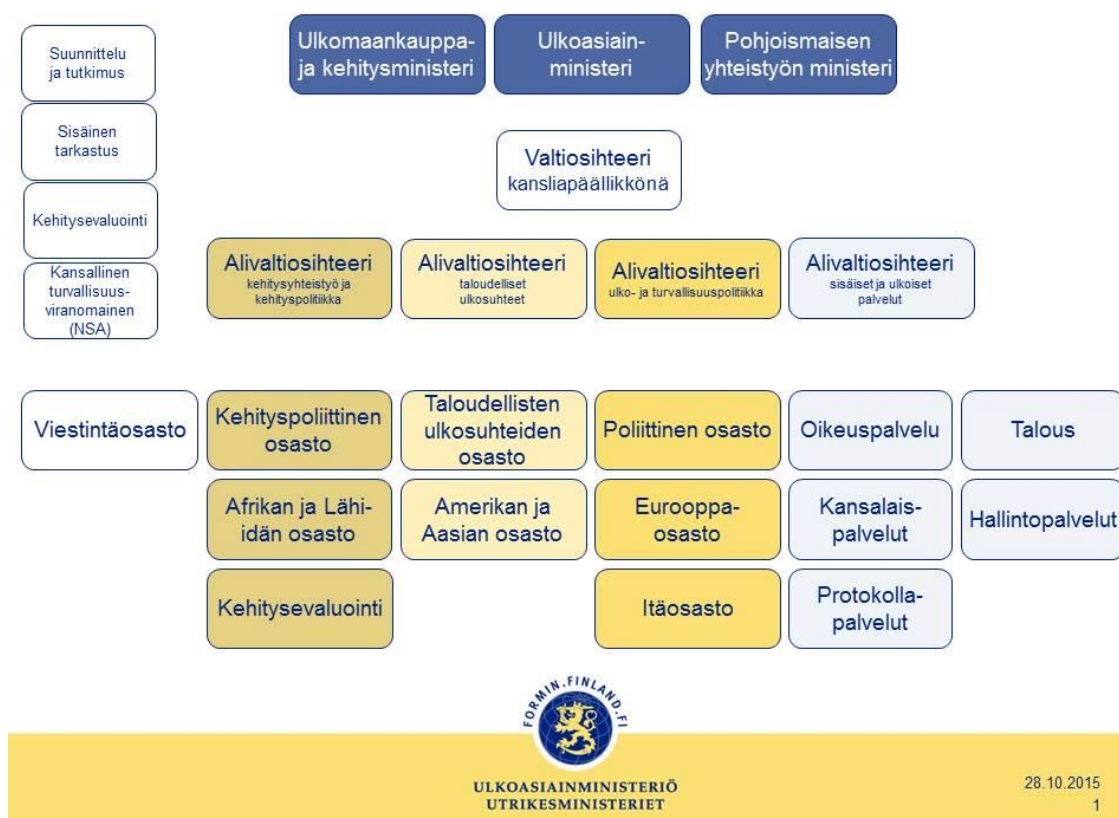 Suunnittelu
ja tutkimus
Sisäinen
tarkastus
Kehitysevaluointi
Kansallinen
turvallisuus-
viranomainen
(NSA)
Ulkomaankauppa-
ja kehitysministeri
Ulkoasiain-
ministeri
Pohjoismaisen
yhteistyön ministeri
Valtiosihteeri
kansliapäällikkönä
Alivaltiosihteeri
kehitysyhteistyö ja
kehityspolitiikka
Alivaltiosihteeri
taloudelliset
ulkosuhteet
Alivaltiosihteeri
ulko- ja turvallisuuspolitiikka
Alivaltiosihteeri
sisäiset ja ulkoiset
palvelut
Viestintäosasto
Kehityspoliittinen
osasto
Taloudellisten
ulkosuhteiden
osasto
Poliittinen osasto
Oikeuspalvelu
Talous
Afrikan ja Lähi-
idän osasto
Amerikan ja
Aasian osasto
Eurooppa-
osasto
Kansalais-
palvelut
Hallintopalvelut
Kehitysevaluointi
Itäosasto
Protokolla-
palvelut
FORMIN.FINLAND.FI
ULKOASIAINMINISTERIÖ
UTRIKESMINISTERIET
28.10.2015
1